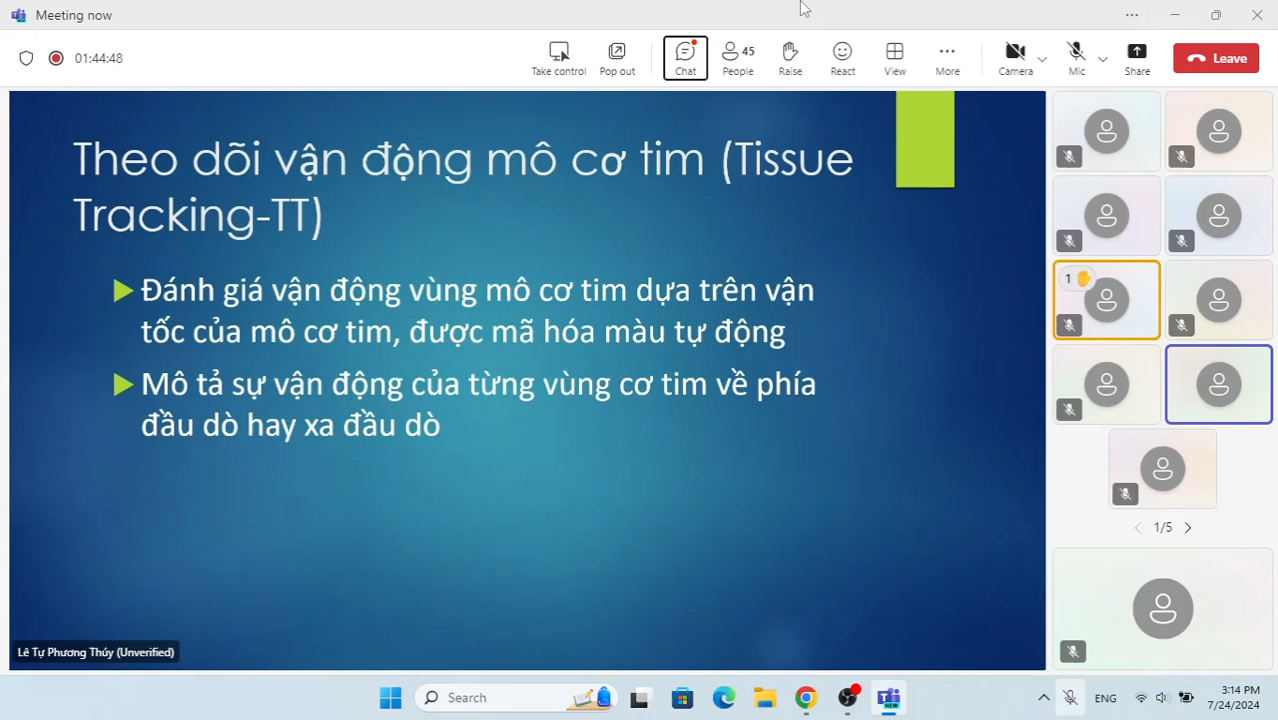 Meeting now
01:44:48
Take control
Pop out
Chat
45
People
Raise
React
View
More
Camera
Mic
Share
Leave
Theo dõi vận động mô cơ tim (Tissue
Tracking-TT)
Đánh giá vận động vùng mô cơ tim dựa trên vận
tốc của mô cơ tim, được mã hóa màu tự động
Mô tả sự vận động của từng vùng cơ tim về phía
đầu dò hay xa đầu dò
1
1/5
Lê Tự Phương Thúy (Unverified)
Search
NEW
ENG
3:14 PM
7/24/2024